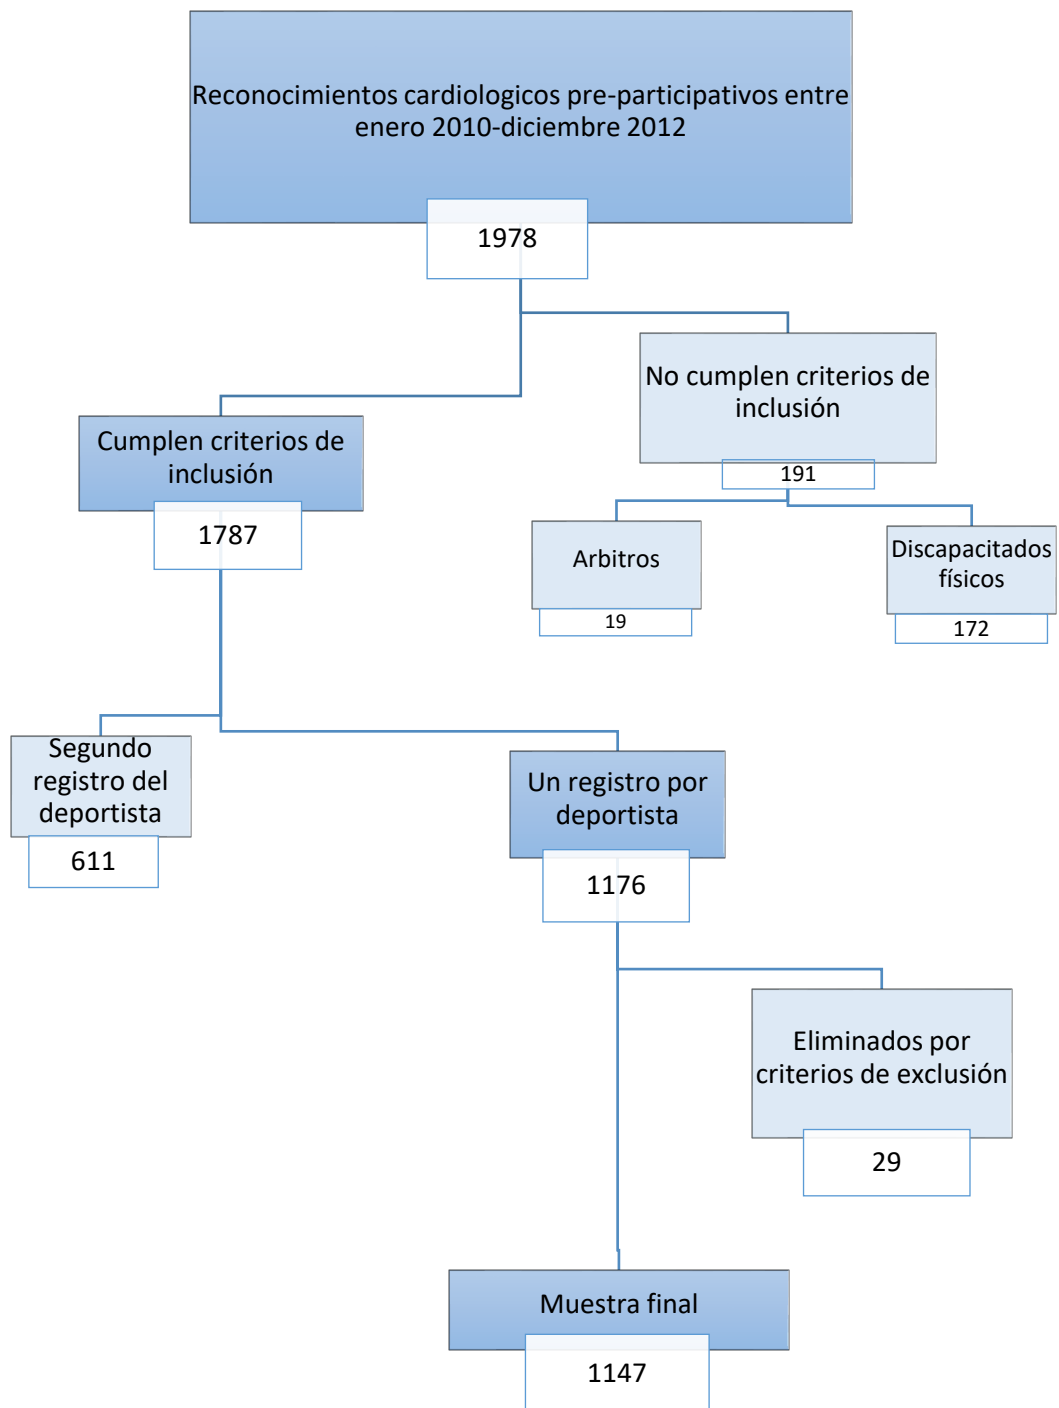 Reconocimientos cardiologicos pre-participativos entre
enero 2010-diciembre 2012
1978
No cumplen criterios de
inclusión
191
Cumplen criterios de
inclusión
1787
Arbitros
19
Discapacitados
físicos
172
Segundo
registro del
deportista
611
Un registro por
deportista
1176
Eliminados por
criterios de exclusión
29
Muestra final
1147